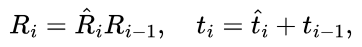 R_i = \hat{R}_i R_{i-1}, \quad t_i = \hat{t}_i + t_{i-1},